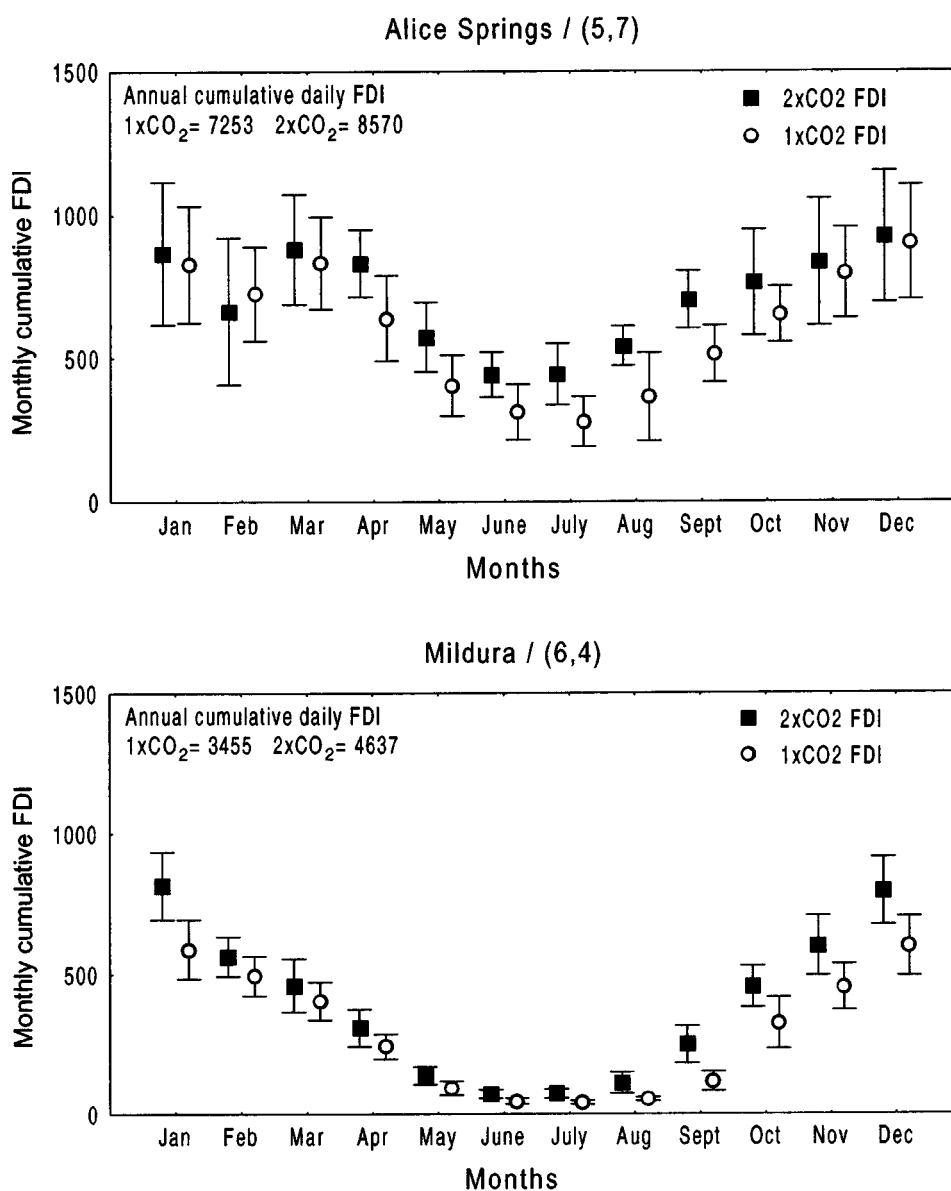 Alice Springs / (5,7)
Annual cumulative daily FDI
1xCO2= 7253 2xCO2= 8570
2xCO2 FDI
1xCO2 FDI
Monthly cumulative FDI
1500
1000
500
0
Jan Feb Mar Apr May June July Aug Sept Oct Nov Dec
Months
Mildura / (6,4)
Annual cumulative daily FDI
1xCO2= 3455 2xCO2= 4637
2xCO2 FDI
1xCO2 FDI
Monthly cumulative FDI
1500
1000
500
0
Jan Feb Mar Apr May June July Aug Sept Oct Nov Dec
Months